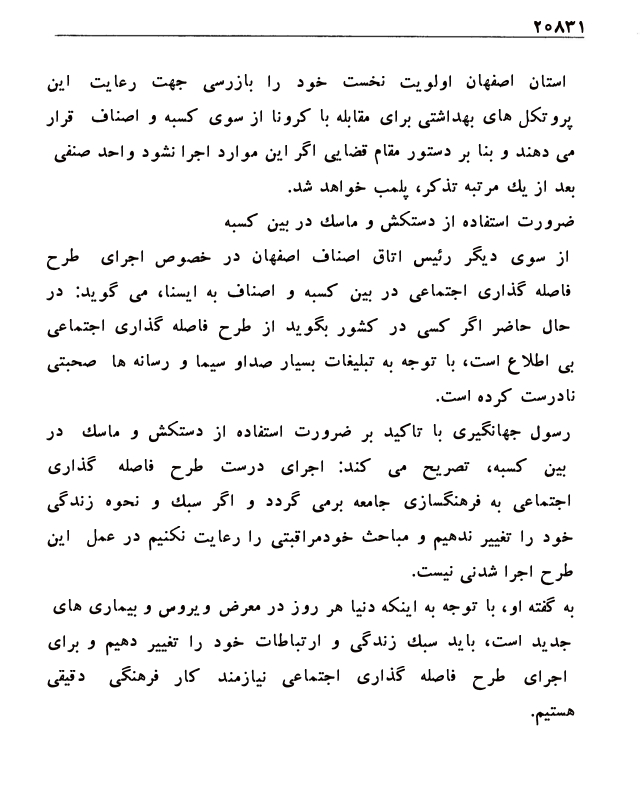 ۲۰۸۳۱
استان اصفهان اولویت نخست خود را بازرسی جهت رعایت این
پروتکل های بهداشتی برای مقابله با کرونا از سوی کسبه و اصناف قرار
می دهند و بنا بر دستور مقام قضایی اگر این موارد اجرا نشود واحد صنفی
بعد از یك مرتبه تذکر، پلمب خواهد شد.
ضرورت استفاده از دستکش و ماسك در بین کسبه
از سوی دیگر رئیس اتاق اصناف اصفهان در خصوص اجرای طرح
فاصله گذاری اجتماعی در بین کسبه و اصناف به ایسنا، می گوید: در
حال حاضر اگر کسی در کشور بگوید از طرح فاصله گذاری اجتماعی
بی اطلاع است، با توجه به تبلیغات بسیار صداو سیما و رسانه ها صحبتی
نادرست کرده است.
رسول جهانگیری با تاکید بر ضرورت استفاده از دستکش و ماسك در
بین کسبه، تصریح می کند: اجرای درست طرح فاصله گذاری
اجتماعی به فرهنگسازی جامعه برمی گردد و اگر سبك و نحوه زندگی
خود را تغییر ندهیم و مباحث خودمراقبتی را رعایت نکنیم در عمل این
طرح اجرا شدنی نیست.
به گفته او، با توجه به اینکه دنیا هر روز در معرض ویروس و بیماری های
جدید است، باید سبك زندگی و ارتباطات خود را تغییر دهیم و برای
اجرای طرح فاصله گذاری اجتماعی نیازمند کار فرهنگی دقیقی
هستیم.